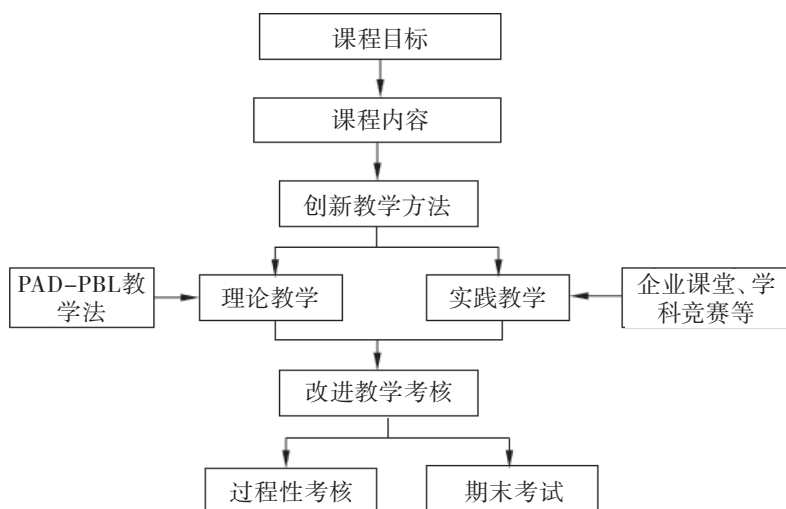 课程目标
课程内容
创新教学方法
PAD-PBL教
学法
理论教学
实践教学
企业课堂、学
科竞赛等
改进教学考核
过程性考核
期末考试